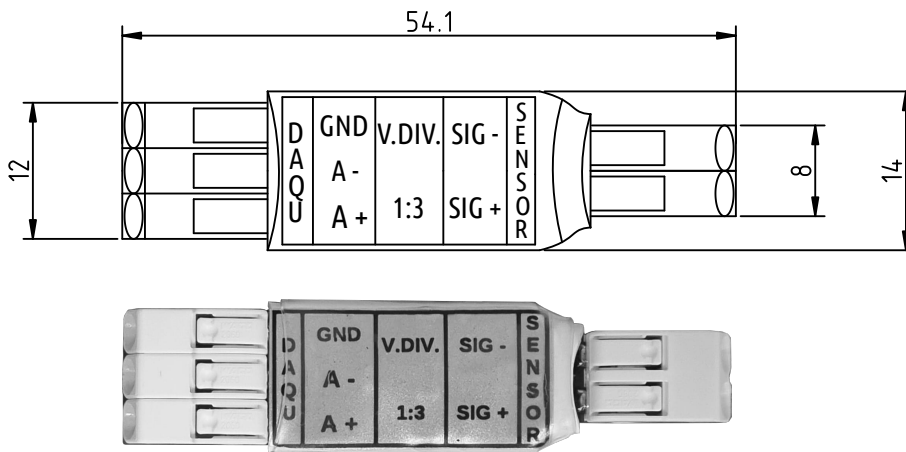 54.1
12
DAQU
GND
A -
A +
V.DIV.
1:3
SIG -
SIG +
SENSOR
8
14
DAQU
GND
A -
A +
V.DIV.
1:3
SIG -
SIG +
SENSOR